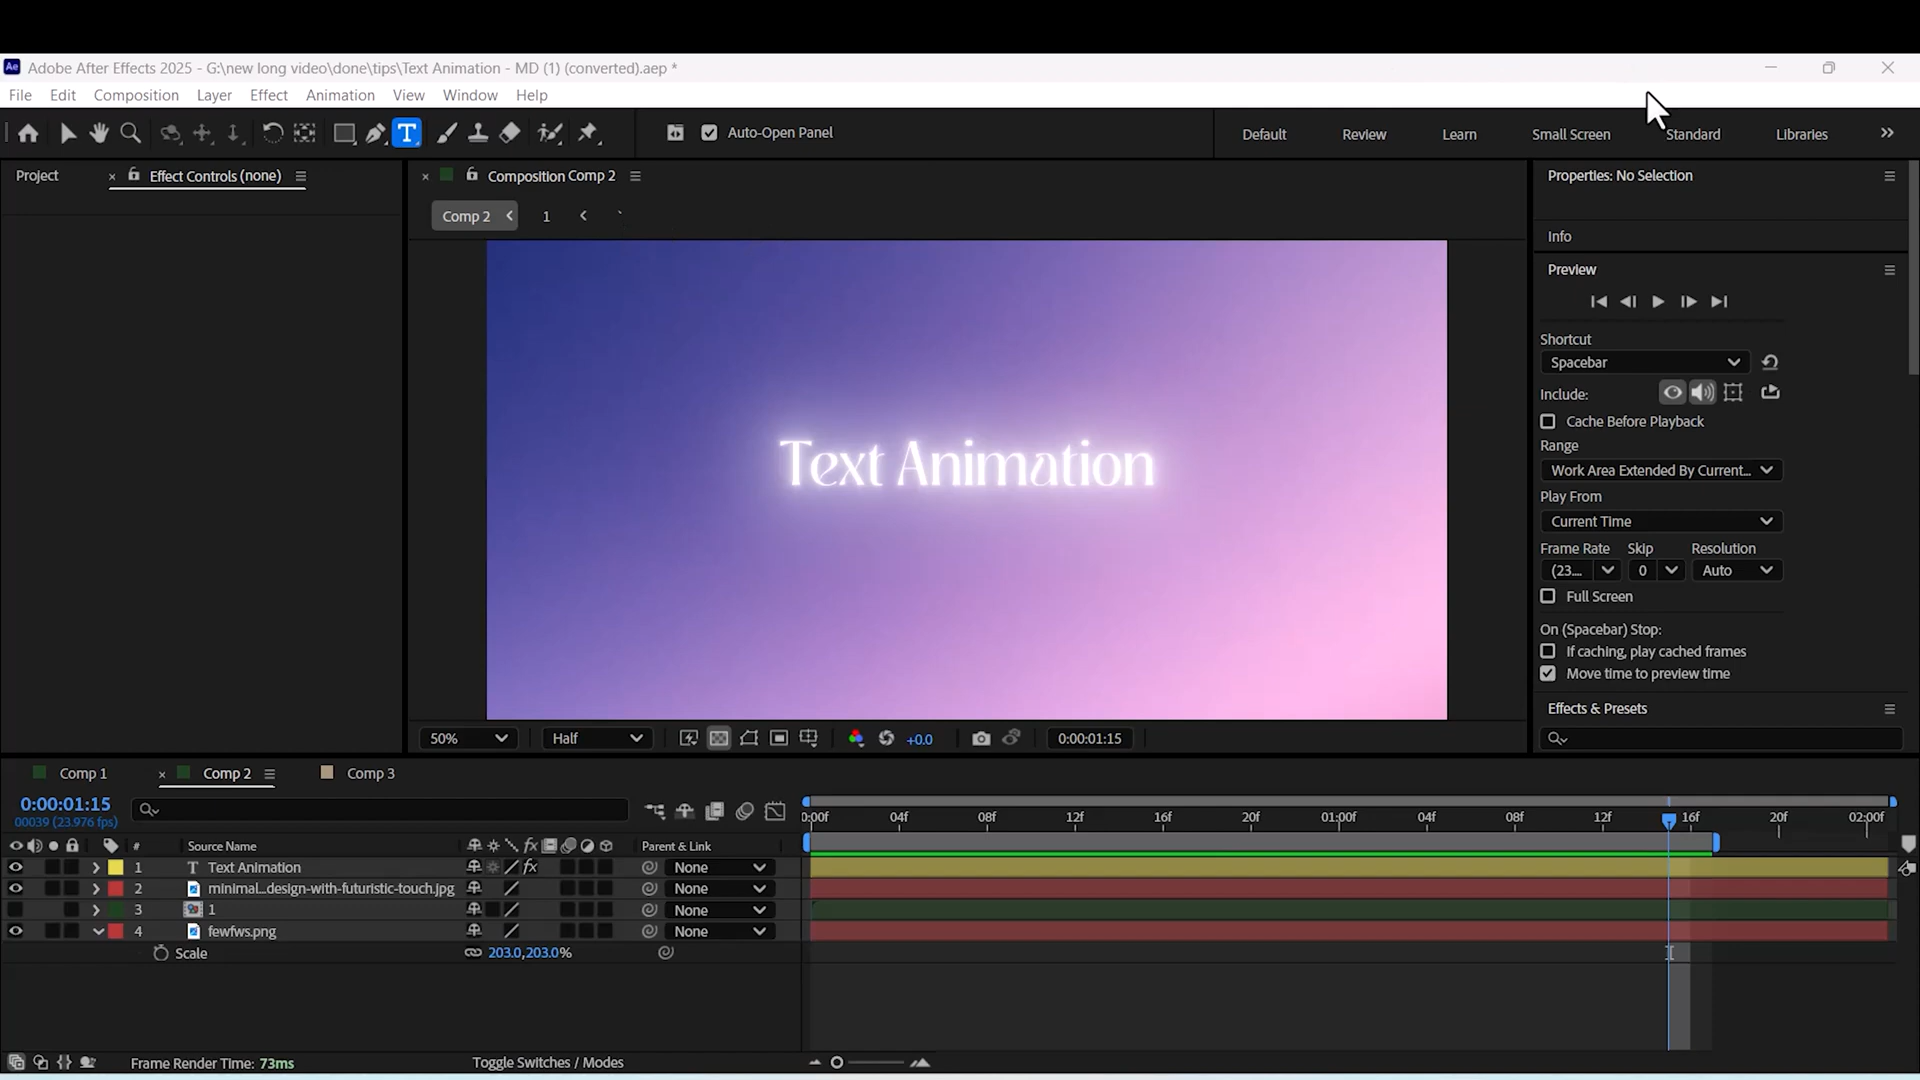 Adobe After Effects 2025 - G:\new long video\done\tips\Text Animation - MD (1) (converted).aep *
File Edit Composition Layer Effect Animation View Window Help
T Auto-Open Panel Default Review Learn Small Screen Standard Libraries
Project × Effect Controls (none) × Composition Comp 2 Properties: No Selection
Comp 2 1
Info
Preview
Text Animation
Shortcut
Spacebar
Include:
Cache Before Playback
Range
Work Area Extended By Current...
Play From
Current Time
Frame Rate Skip Resolution
(23.... 0 Auto
Full Screen
On (Spacebar) Stop:
If caching, play cached frames
Move time to preview time
Effects & Presets
50% Half +0.0 0:00:01:15
Comp 1 × Comp 2 Comp 3
0:00:01:15
00039 (23.976 fps)
0:00f 04f 08f 12f 16f 20f 01:00f 04f 08f 12f 16f 20f 02:00f
# Source Name fx Parent & Link
1 T Text Animation fx None
2 minimal...design-with-futuristic-touch.jpg None
3 1 None
4 fewfws.png None
Scale 203.0,203.0%
Frame Render Time: 73ms Toggle Switches / Modes